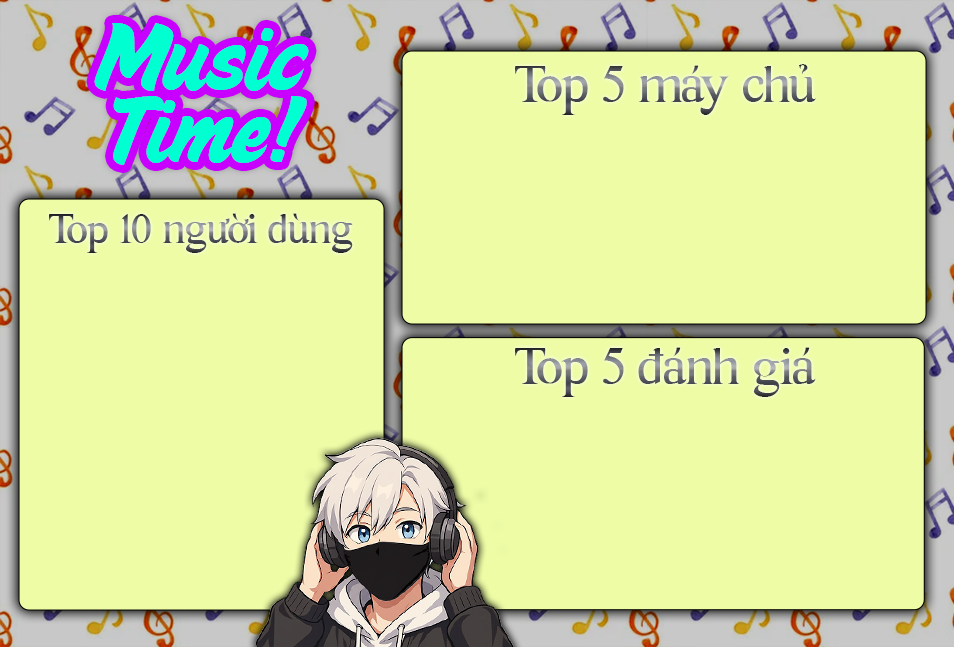 Music
Time!
Top 5 máy chủ
Top 10 người dùng
Top 5 đánh giá